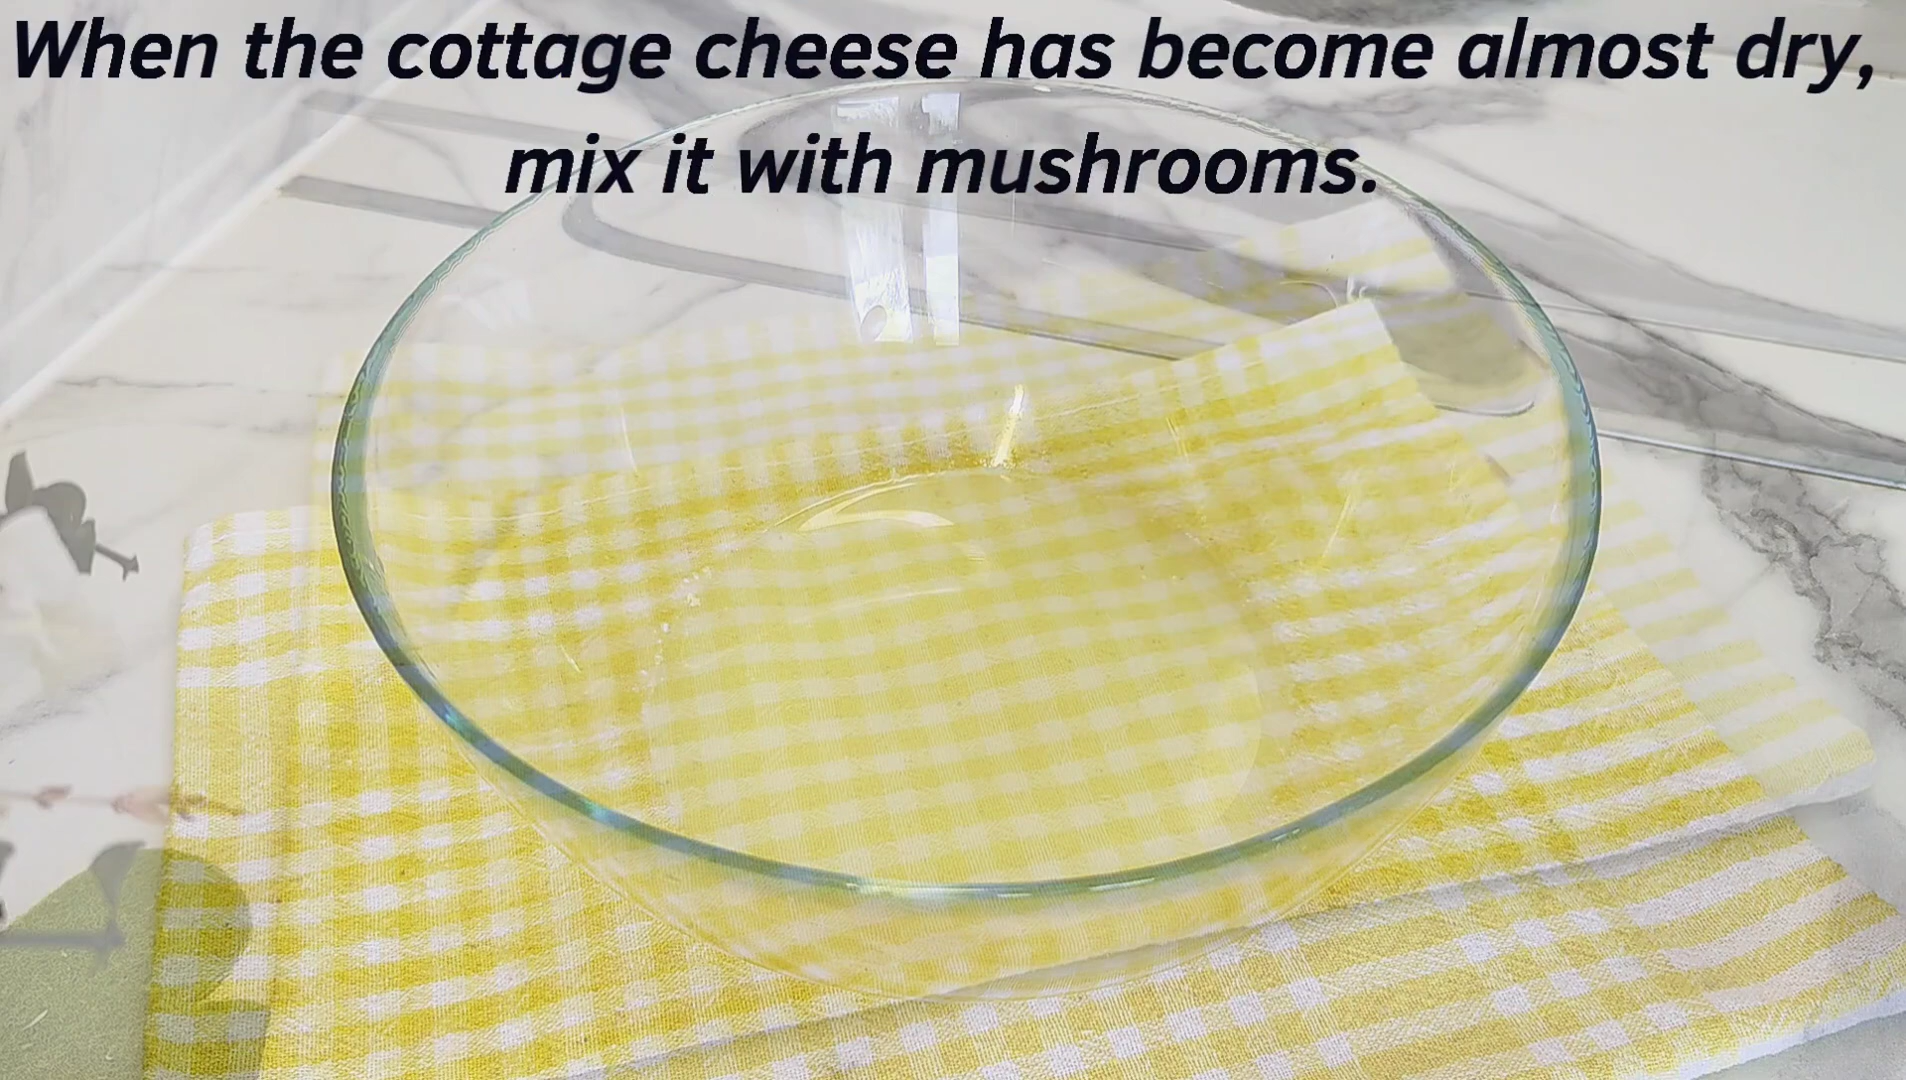 When the cottage cheese has become almost dry,
mix it with mushrooms.